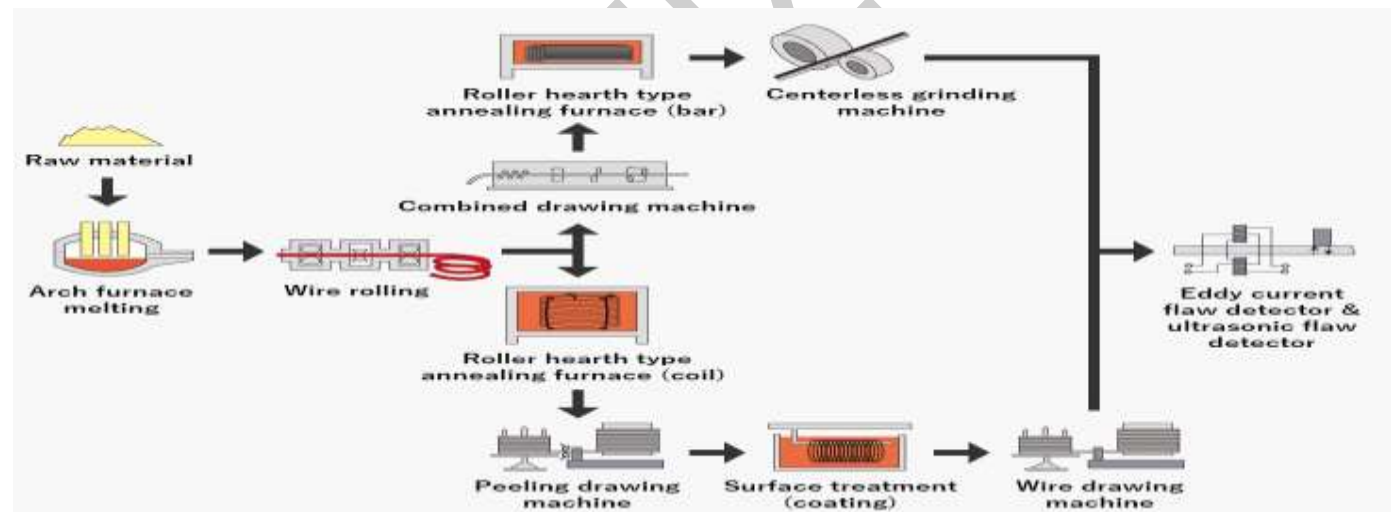 Roller hearth type
annealing furnace (bar)
Centerless grinding
machine
Raw material
Combined drawing machine
Arch furnace
melting
Wire rolling
Eddy current
flaw detector &
ultrasonic flaw
detector
Roller hearth type
annealing furnace (coil)
Peeling drawing
machine
Surface treatment
(coating)
Wire drawing
machine